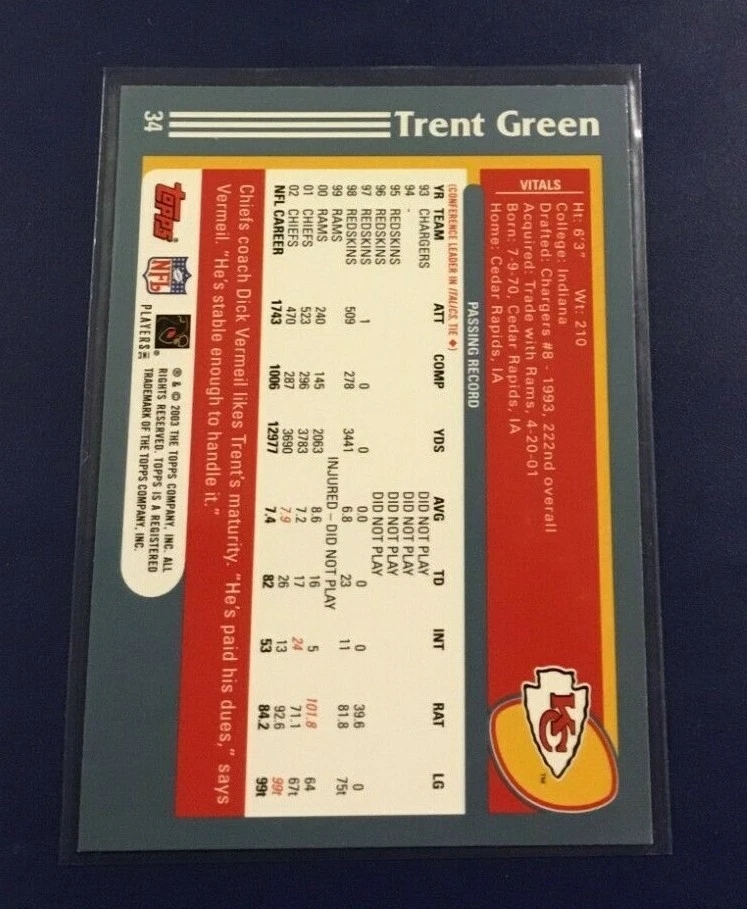 34
Trent Green
VITALS
Ht: 6'3" Wt: 210
College: Indiana
Drafted: Chargers #8 - 1993, 222nd overall
Acquired: Trade with Rams, 4-20-01
Born: 7-9-70, Cedar Rapids, IA
Home: Cedar Rapids, IA
KC
TM
PASSING RECORD
(CONFERENCE LEADER IN ITALICS, TIE ♦)
YR TEAM ATT COMP YDS AVG TD INT RAT LG
93 CHARGERS DID NOT PLAY
94 - DID NOT PLAY
95 REDSKINS DID NOT PLAY
96 REDSKINS DID NOT PLAY
97 REDSKINS 1 0 0 0.0 0 0 39.6 0
98 REDSKINS 509 278 3441 6.8 23 11 81.8 75t
99 RAMS INJURED – DID NOT PLAY
00 RAMS 240 145 2063 8.6 16 5 101.8 64
01 CHIEFS 523 296 3783 7.2 17 24 71.1 67t
02 CHIEFS 470 287 3690 7.9 26 13 92.6 99t
NFL CAREER 1743 1006 12977 7.4 82 53 84.2 99t
Chiefs coach Dick Vermeil likes Trent's maturity. "He's paid his dues," says
Vermeil. "He's stable enough to handle it."
topps
NFL
PLAYERS
® & © 2003 THE TOPPS COMPANY, INC. ALL
RIGHTS RESERVED. TOPPS IS A REGISTERED
TRADEMARK OF THE TOPPS COMPANY, INC.